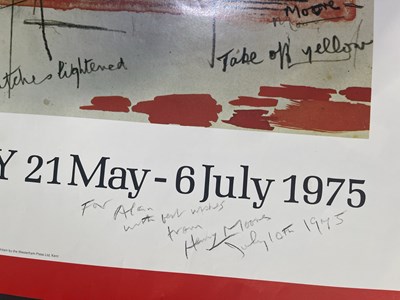 Moore
Take off yellow
lightened
Y 21 May - 6 July 1975
For Alan
with best wishes
from
Henry Moore
July 10th 1975